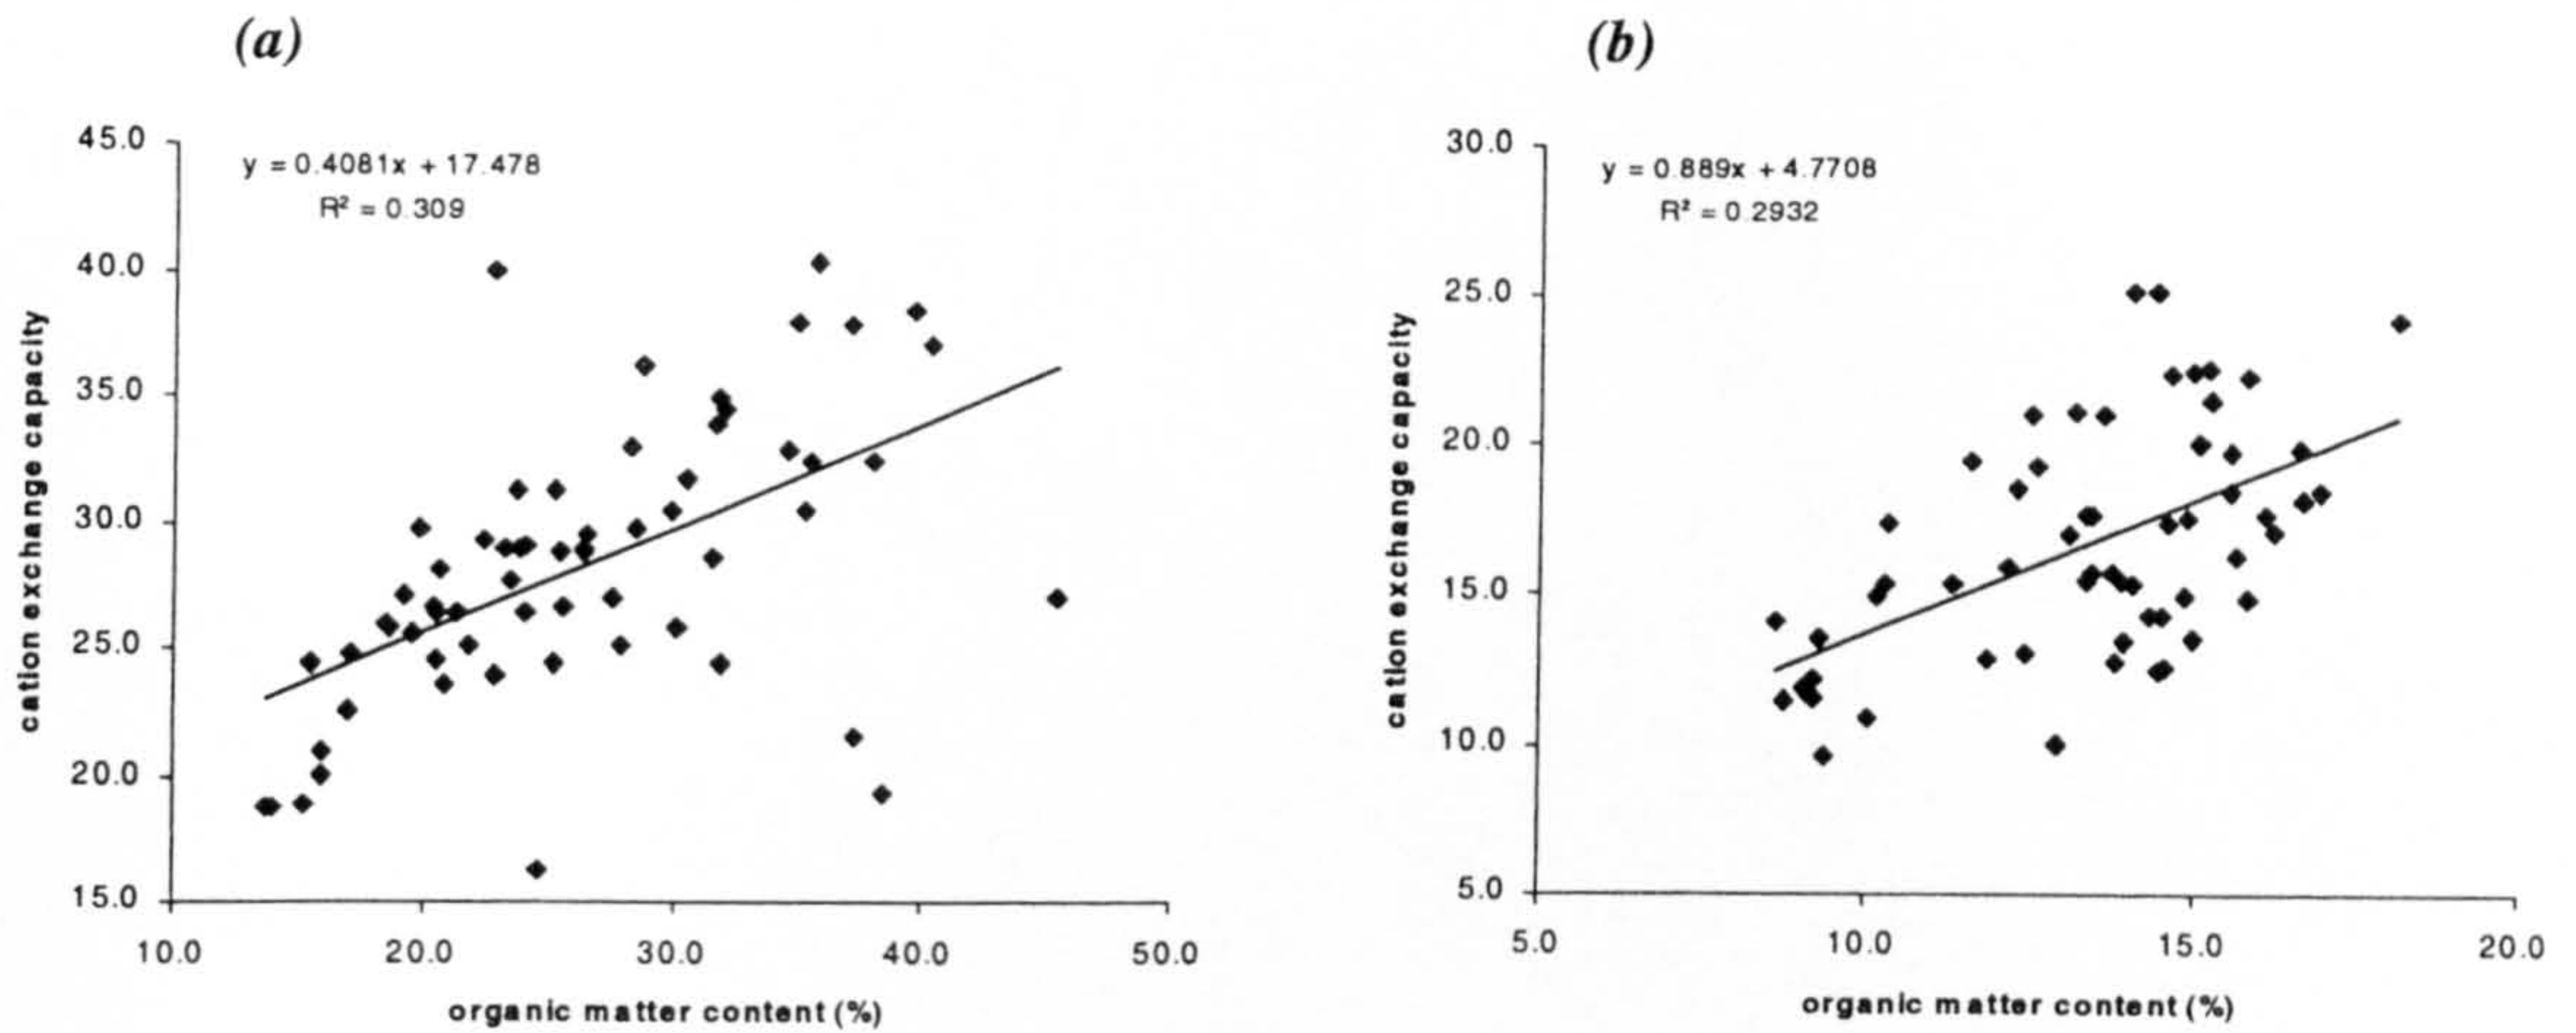 (a)
45.0
y = 0.4081x + 17.478
R² = 0.309
40.0
35.0
30.0
25.0
20.0
15.0
10.0 20.0 30.0 40.0 50.0
cation exchange capacity
organic matter content (%)
(b)
30.0
y = 0.889x + 4.7708
R² = 0.2932
25.0
20.0
15.0
10.0
5.0
5.0 10.0 15.0 20.0
cation exchange capacity
organic matter content (%)